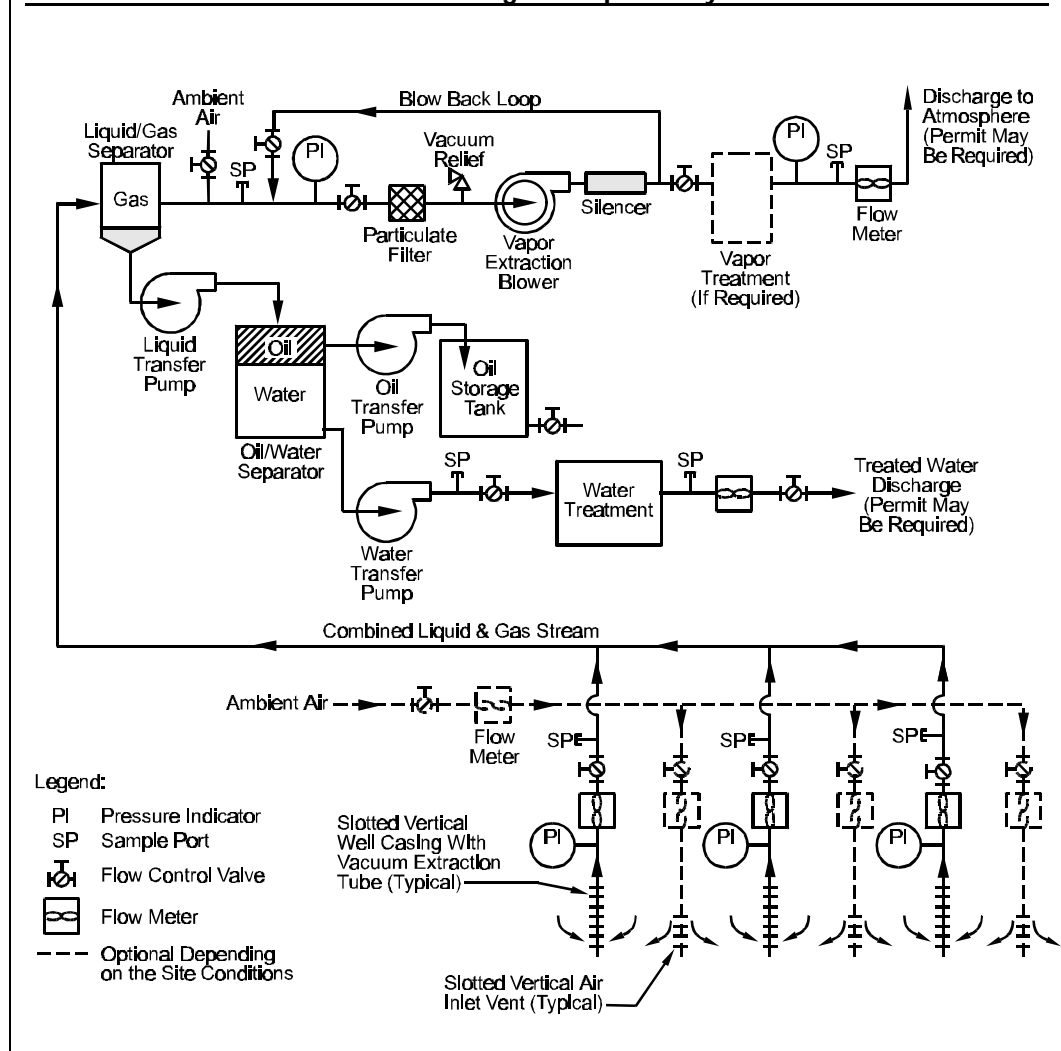 Blow Back Loop
Ambient
Air
Liquid/Gas
Separator
Gas
SP
PI
Vacuum
Relief
Particulate
Filter
Vapor
Extraction
Blower
Silencer
Vapor
Treatment
(If Required)
PI
SP
Flow
Meter
Discharge to
Atmosphere
(Permit May
Be Required)
Liquid
Transfer
Pump
Oil
Water
Oil/Water
Separator
Oil
Transfer
Pump
Oil
Storage
Tank
Water
Transfer
Pump
SP
Water
Treatment
SP
Treated Water
Discharge
(Permit May
Be Required)
Combined Liquid & Gas Stream
Ambient Air
Flow
Meter
SP
SP
SP
PI
PI
PI
Slotted Vertical
Well Casing With
Vacuum Extraction
Tube (Typical)
Slotted Vertical Air
Inlet Vent (Typical)
Legend:
PI Pressure Indicator
SP Sample Port
Flow Control Valve
Flow Meter
Optional Depending
on the Site Conditions